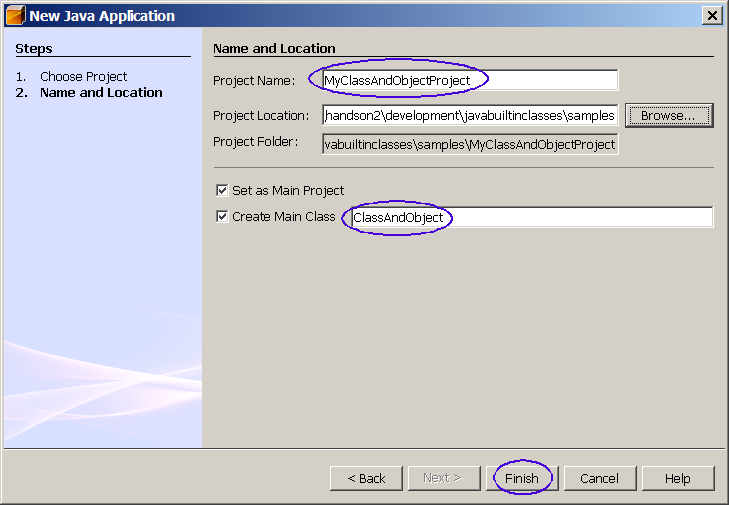 New Java Application
Steps
1. Choose Project
2. Name and Location
Name and Location
Project Name: MyClassAndObjectProject
Project Location: handson2\development\javabuiltinclasses\samples Browse...
Project Folder: vabuiltinclasses\samples\MyClassAndObjectProject
Set as Main Project
Create Main Class ClassAndObject
< Back Next > Finish Cancel Help